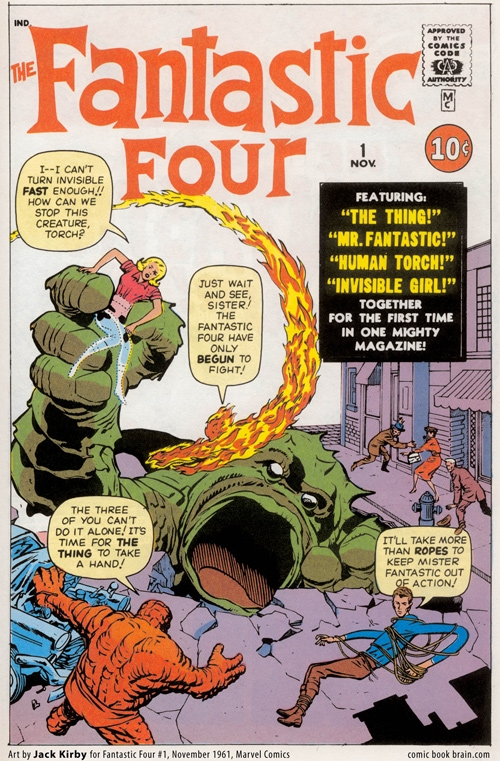 IND.
THE
Fantastic
Four
APPROVED
BY THE
COMICS
CODE
CA
AUTHORITY
M
C
1
NOV.
10¢
I--I CAN'T
TURN INVISIBLE
FAST ENOUGH!!
HOW CAN WE
STOP THIS
CREATURE,
TORCH?
JUST WAIT
AND SEE,
SISTER!
THE
FANTASTIC
FOUR HAVE
ONLY
BEGUN TO
FIGHT!
FEATURING:
"THE THING!"
"MR. FANTASTIC!"
"HUMAN TORCH!"
"INVISIBLE GIRL!"
TOGETHER
FOR THE FIRST TIME
IN ONE MIGHTY
MAGAZINE!
THE THREE
OF YOU CAN'T
DO IT ALONE! IT'S
TIME FOR THE
THING TO TAKE
A HAND!
IT'LL TAKE MORE
THAN ROPES TO
KEEP MISTER
FANTASTIC OUT
OF ACTION!
Art by Jack Kirby for Fantastic Four #1, November 1961, Marvel Comics
comic book brain.com